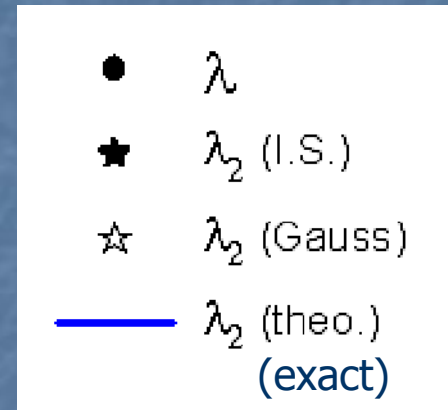 λ
λ₂ (I.S.)
λ₂ (Gauss)
λ₂ (theo.)
(exact)